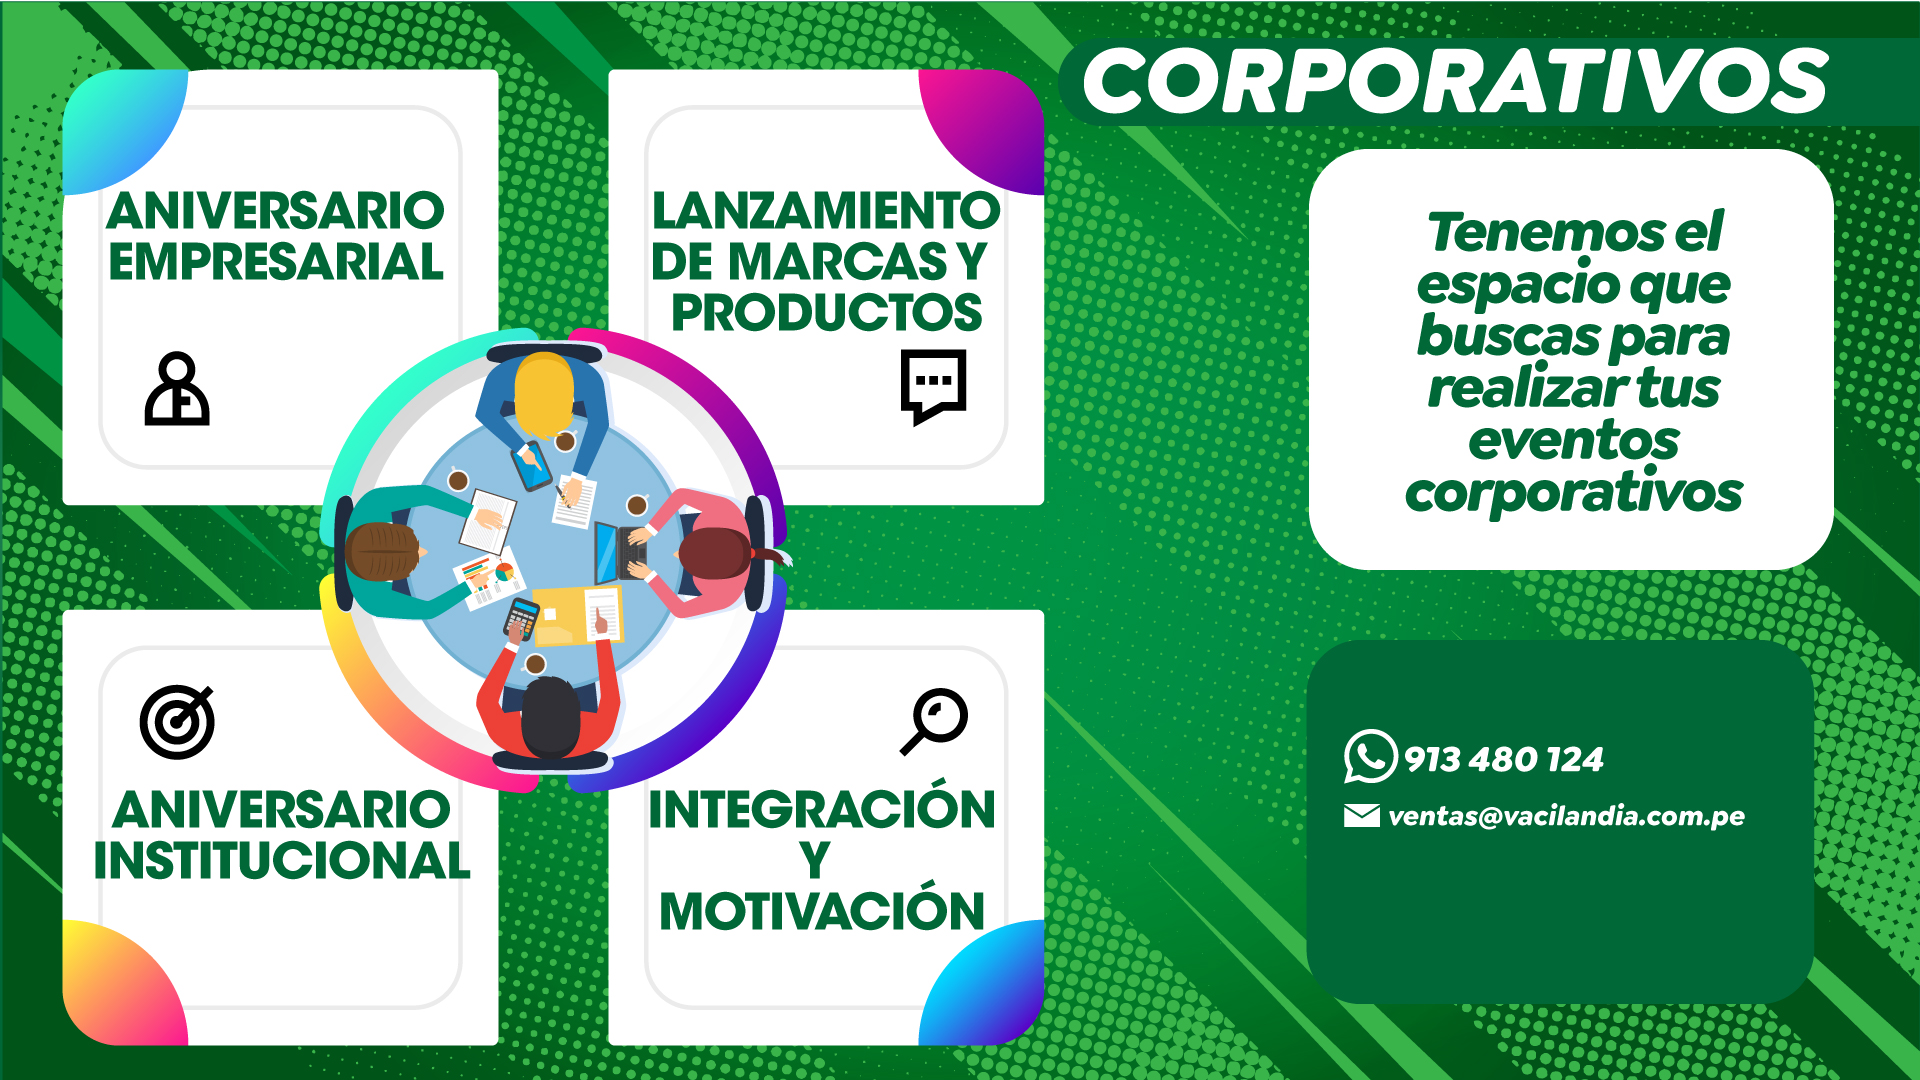 CORPORATIVOS
ANIVERSARIO
EMPRESARIAL
LANZAMIENTO
DE MARCAS Y
PRODUCTOS
ANIVERSARIO
INSTITUCIONAL
INTEGRACIÓN
Y
MOTIVACIÓN
Tenemos el
espacio que
buscas para
realizar tus
eventos
corporativos
913 480 124
ventas@vacilandia.com.pe